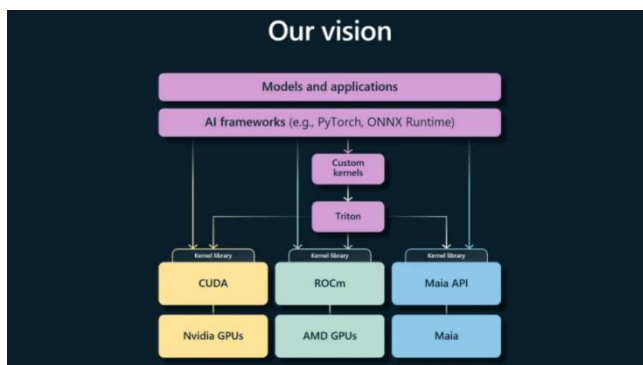 Our vision
Models and applications
AI frameworks (e.g., PyTorch, ONNX Runtime)
Custom
kernels
Triton
Kernel library
Kernel library
Kernel library
CUDA
ROCm
Maia API
Nvidia GPUs
AMD GPUs
Maia